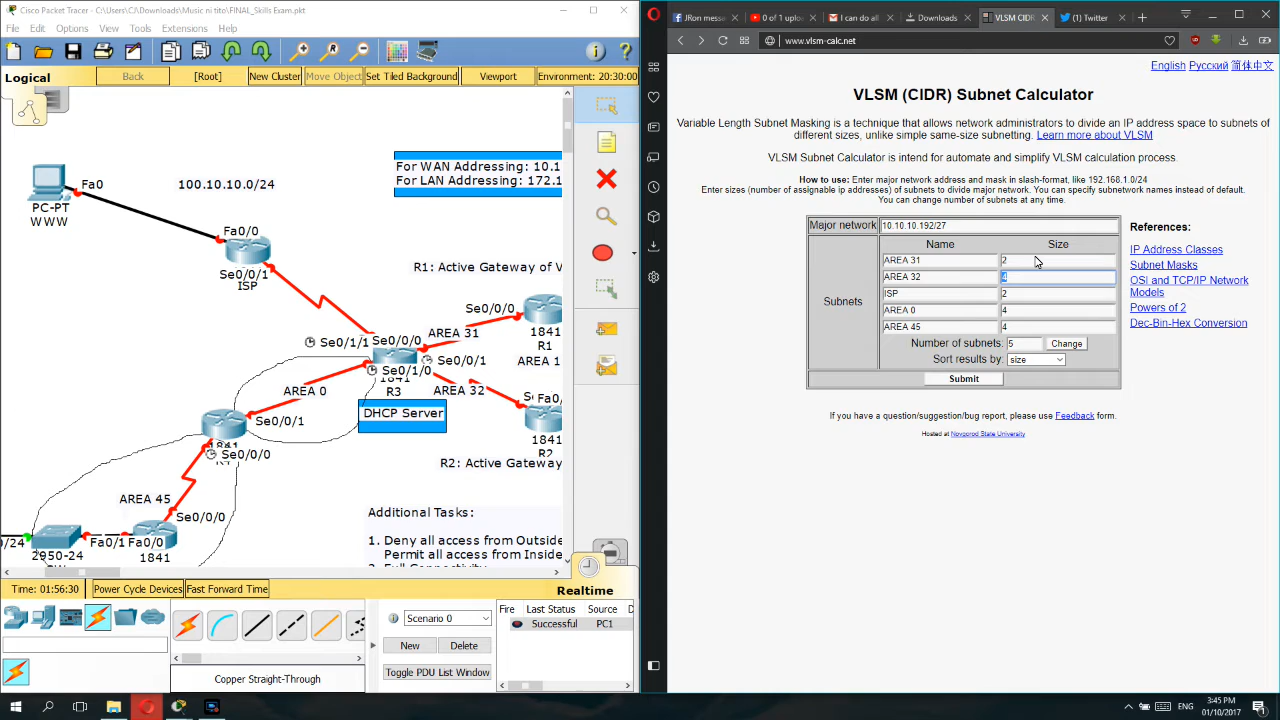 Cisco Packet Tracer - C:\Users\CJ\Downloads\Music ni tito\FINAL_Skills Exam.pkt
File Edit Options View Tools Extensions Help
Logical Back [Root] New Cluster Move Object Set Tiled Background Viewport Environment: 20:30:00
For WAN Addressing: 10.1
For LAN Addressing: 172.1
Fa0
100.10.10.0/24
PC-PT
WWW
Fa0/0
Se0/0/1
ISP
R1: Active Gateway of V
Se0/0/0
AREA 31
1841
R1
AREA 1
Se0/1/1
Se0/0/0
Se0/0/1
Se0/1/0
1841
R3
AREA 32
AREA 0
Fa0/
1841
R2
DHCP Server
Se0/0/1
Se0/0/0
R2: Active Gateway
AREA 45
Se0/0/0
0/24
2950-24
Fa0/1
Fa0/0
1841
Additional Tasks:
1. Deny all access from Outside
Permit all access from Inside
Time: 01:56:30 Power Cycle Devices Fast Forward Time Realtime
Scenario 0
New Delete
Toggle PDU List Window
Fire Last Status Source D
Successful PC1
Copper Straight-Through
JRon messa
0 of 1 uploa
I can do all
Downloads
VLSM CIDR
(1) Twitter
www.vlsm-calc.net
English Русский 简体中文
VLSM (CIDR) Subnet Calculator
Variable Length Subnet Masking is a technique that allows network administrators to divide an IP address space to subnets of
different sizes, unlike simple same-size subnetting. Learn more about VLSM
VLSM Subnet Calculator is intend for automate and simplify VLSM calculation process.
How to use: Enter major network address and mask in slash-format, like 192.168.1.0/24
Enter sizes (number of assignable ip addresses) of subnets to divide major network. You can specify subnetwork names instead of default.
You can change number of subnets at any time.
Major network 10.10.10.192/27
Subnets
Name Size
AREA 31 2
AREA 32 4
ISP 2
AREA 0 4
AREA 45 4
Number of subnets: 5 Change
Sort results by: size
Submit
References:
IP Address Classes
Subnet Masks
OSI and TCP/IP Network
Models
Powers of 2
Dec-Bin-Hex Conversion
If you have a question/suggestion/bug report, please use Feedback form.
Hosted at Novgorod State University
ENG
3:45 PM
01/10/2017